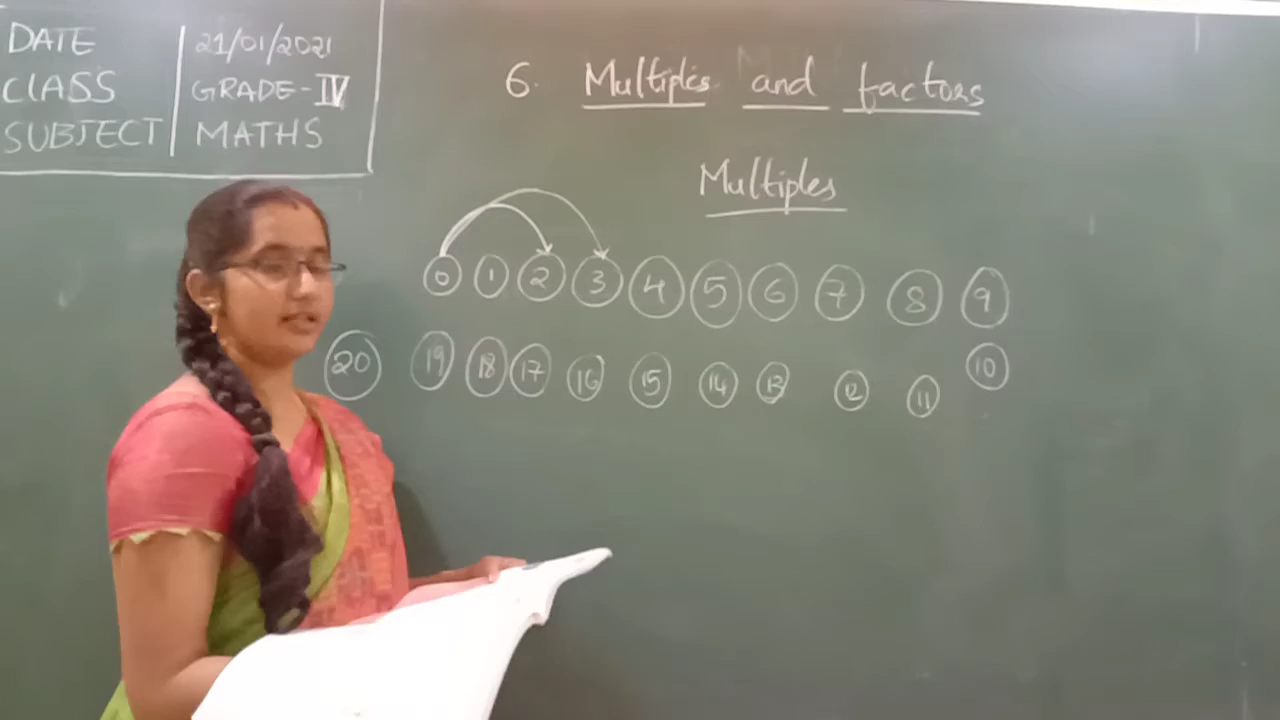 DATE 21/01/2021
CLASS GRADE-IV
SUBJECT MATHS
6. Multiples and factors
Multiples
0 1 2 3 4 5 6 7 8 9
20 19 18 17 16 15 14 13 12 11 10